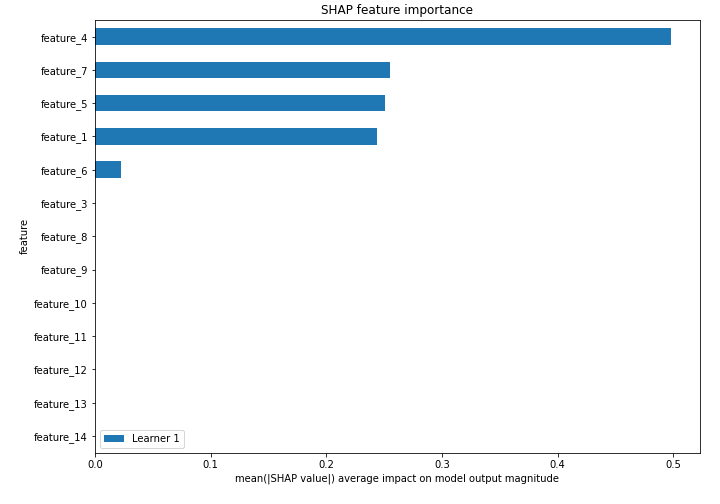 SHAP feature importance
feature_4
feature_7
feature_5
feature_1
feature_6
feature_3
feature_8
feature_9
feature_10
feature_11
feature_12
feature_13
feature_14
feature
Learner 1
0.0 0.1 0.2 0.3 0.4 0.5
mean(|SHAP value|) average impact on model output magnitude